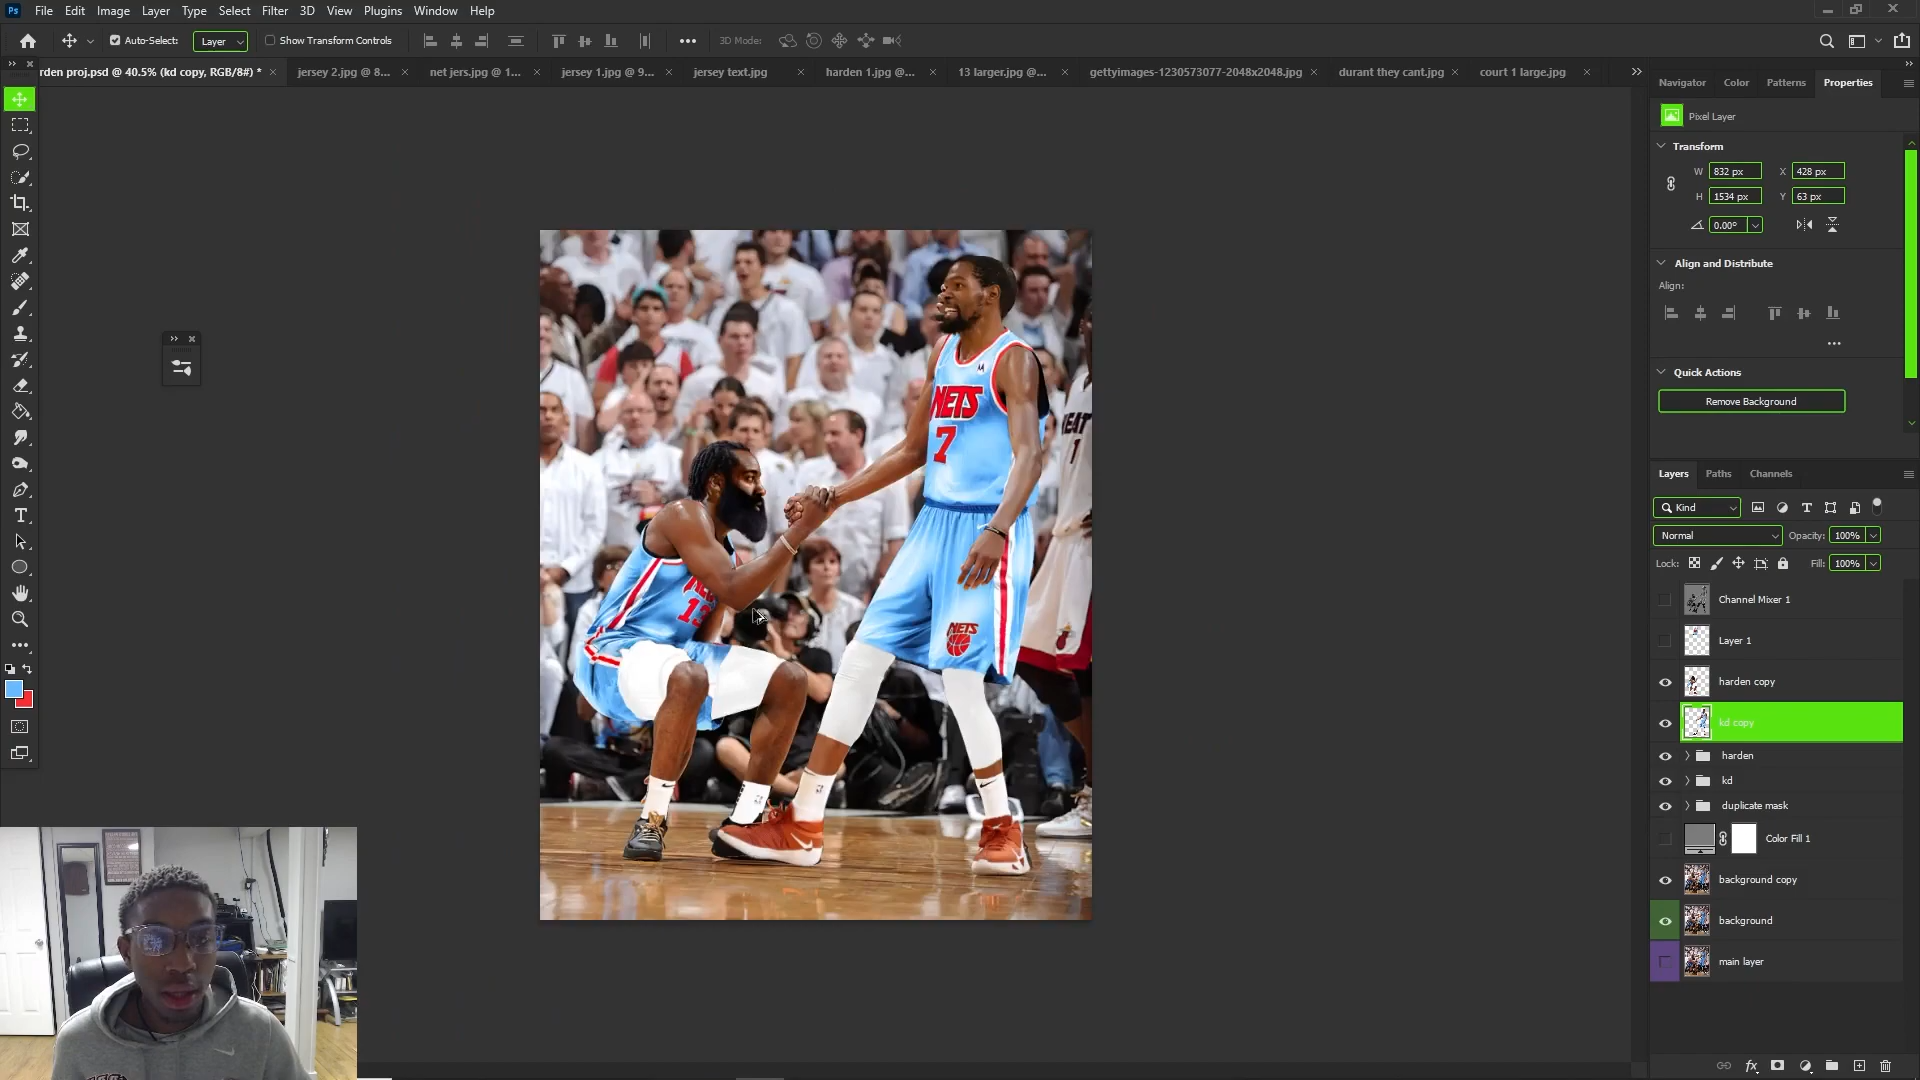 Ps File Edit Image Layer Type Select Filter 3D View Plugins Window Help
Auto-Select: Layer Show Transform Controls 3D Mode:
rden proj.psd @ 40.5% (kd copy, RGB/8#) * jersey 2.jpg @ 8... net jers.jpg @ 1... jersey 1.jpg @ 9... jersey text.jpg harden 1.jpg @... 13 larger.jpg @... gettyimages-1230573077-2048x2048.jpg durant they cant.jpg court 1 large.jpg
Navigator Color Patterns Properties
Pixel Layer
Transform
W 832 px X 428 px
H 1534 px Y 63 px
0.00°
Align and Distribute
Align:
Quick Actions
Remove Background
Layers Paths Channels
Kind
Normal Opacity: 100%
Lock: Fill: 100%
Channel Mixer 1
Layer 1
harden copy
kd copy
harden
kd
duplicate mask
Color Fill 1
background copy
background
main layer
NETS
7
HEAT
1
13
NETS